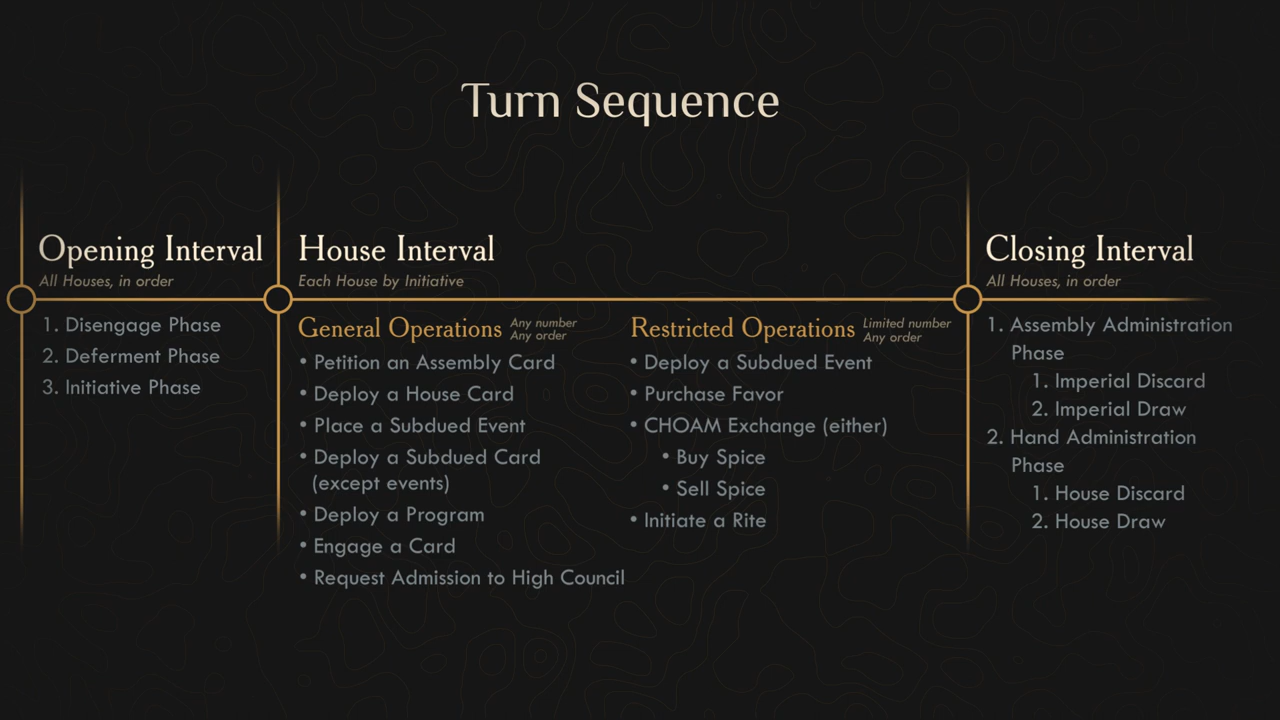 Turn Sequence
Opening Interval
All Houses, in order
1. Disengage Phase
2. Deferment Phase
3. Initiative Phase
House Interval
Each House by Initiative
General Operations
Any number
Any order
• Petition an Assembly Card
• Deploy a House Card
• Place a Subdued Event
• Deploy a Subdued Card
(except events)
• Deploy a Program
• Engage a Card
• Request Admission to High Council
Restricted Operations
Limited number
Any order
• Deploy a Subdued Event
• Purchase Favor
• CHOAM Exchange (either)
• Buy Spice
• Sell Spice
• Initiate a Rite
Closing Interval
All Houses, in order
1. Assembly Administration
Phase
1. Imperial Discard
2. Imperial Draw
2. Hand Administration
Phase
1. House Discard
2. House Draw